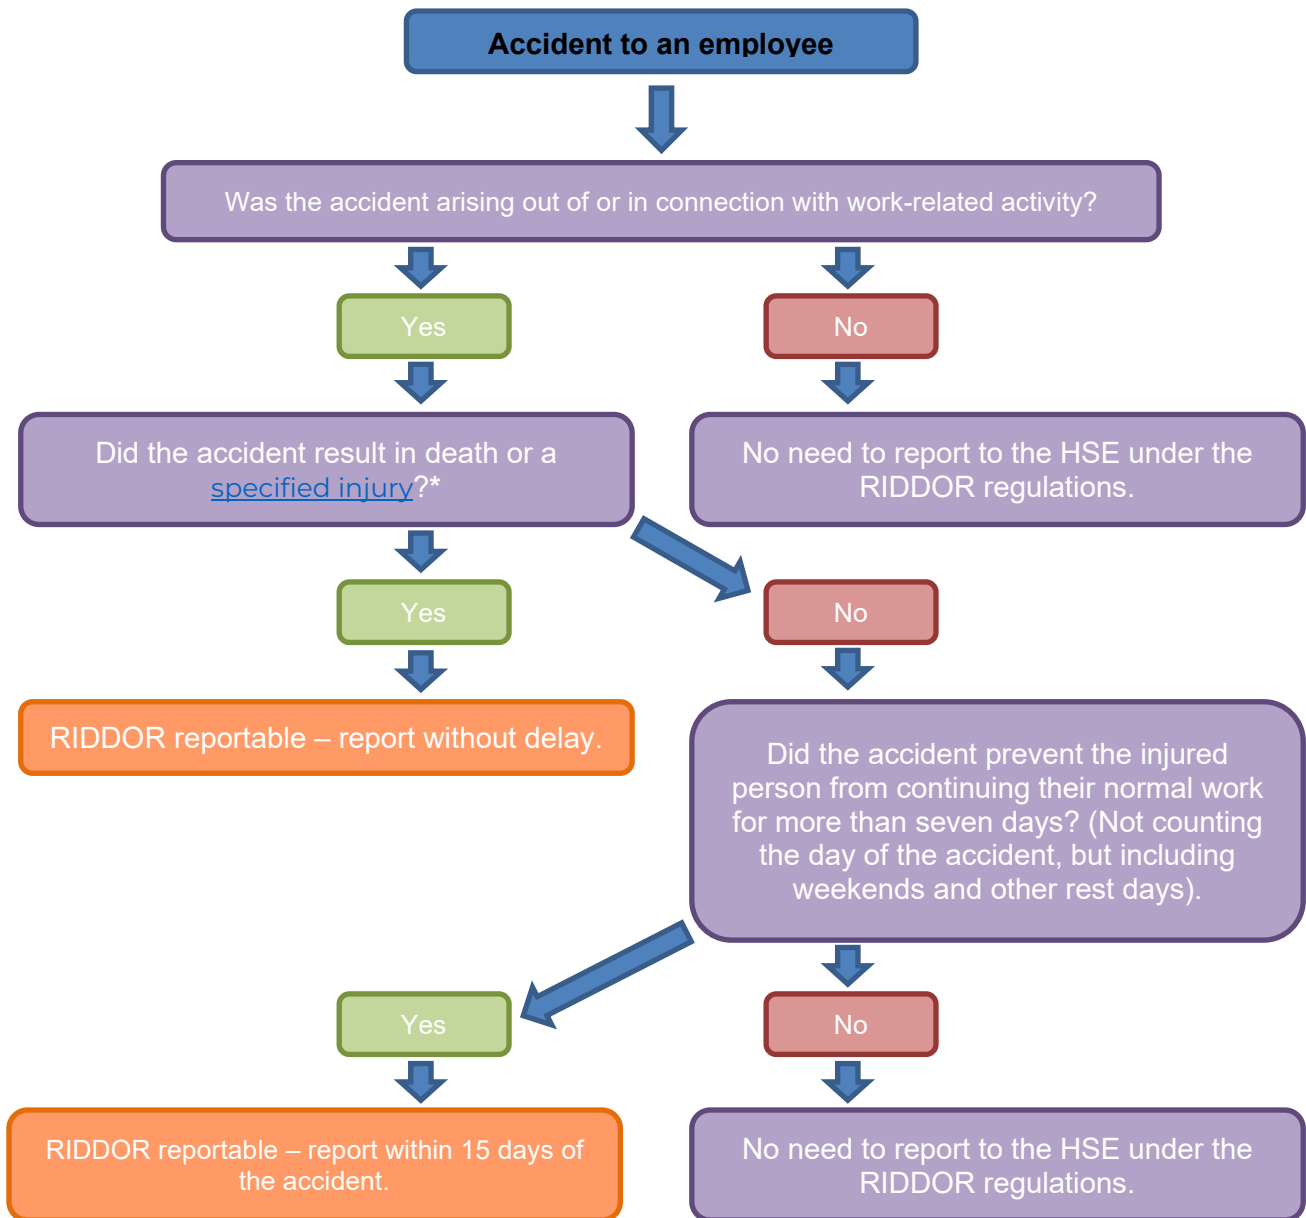 Accident to an employee
Was the accident arising out of or in connection with work-related activity?
Yes
No
Did the accident result in death or a
specified injury?*
No need to report to the HSE under the
RIDDOR regulations.
Yes
No
RIDDOR reportable – report without delay.
Did the accident prevent the injured
person from continuing their normal work
for more than seven days? (Not counting
the day of the accident, but including
weekends and other rest days).
Yes
No
RIDDOR reportable – report within 15 days of
the accident.
No need to report to the HSE under the
RIDDOR regulations.